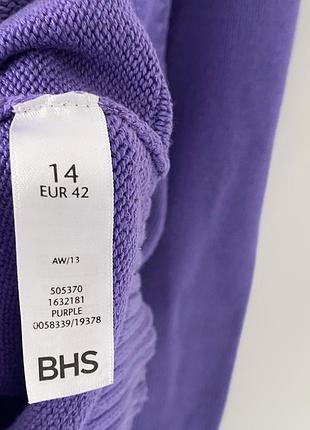 14
EUR 42
AW/13
505370
1632181
PURPLE
0058339/19378
BHS